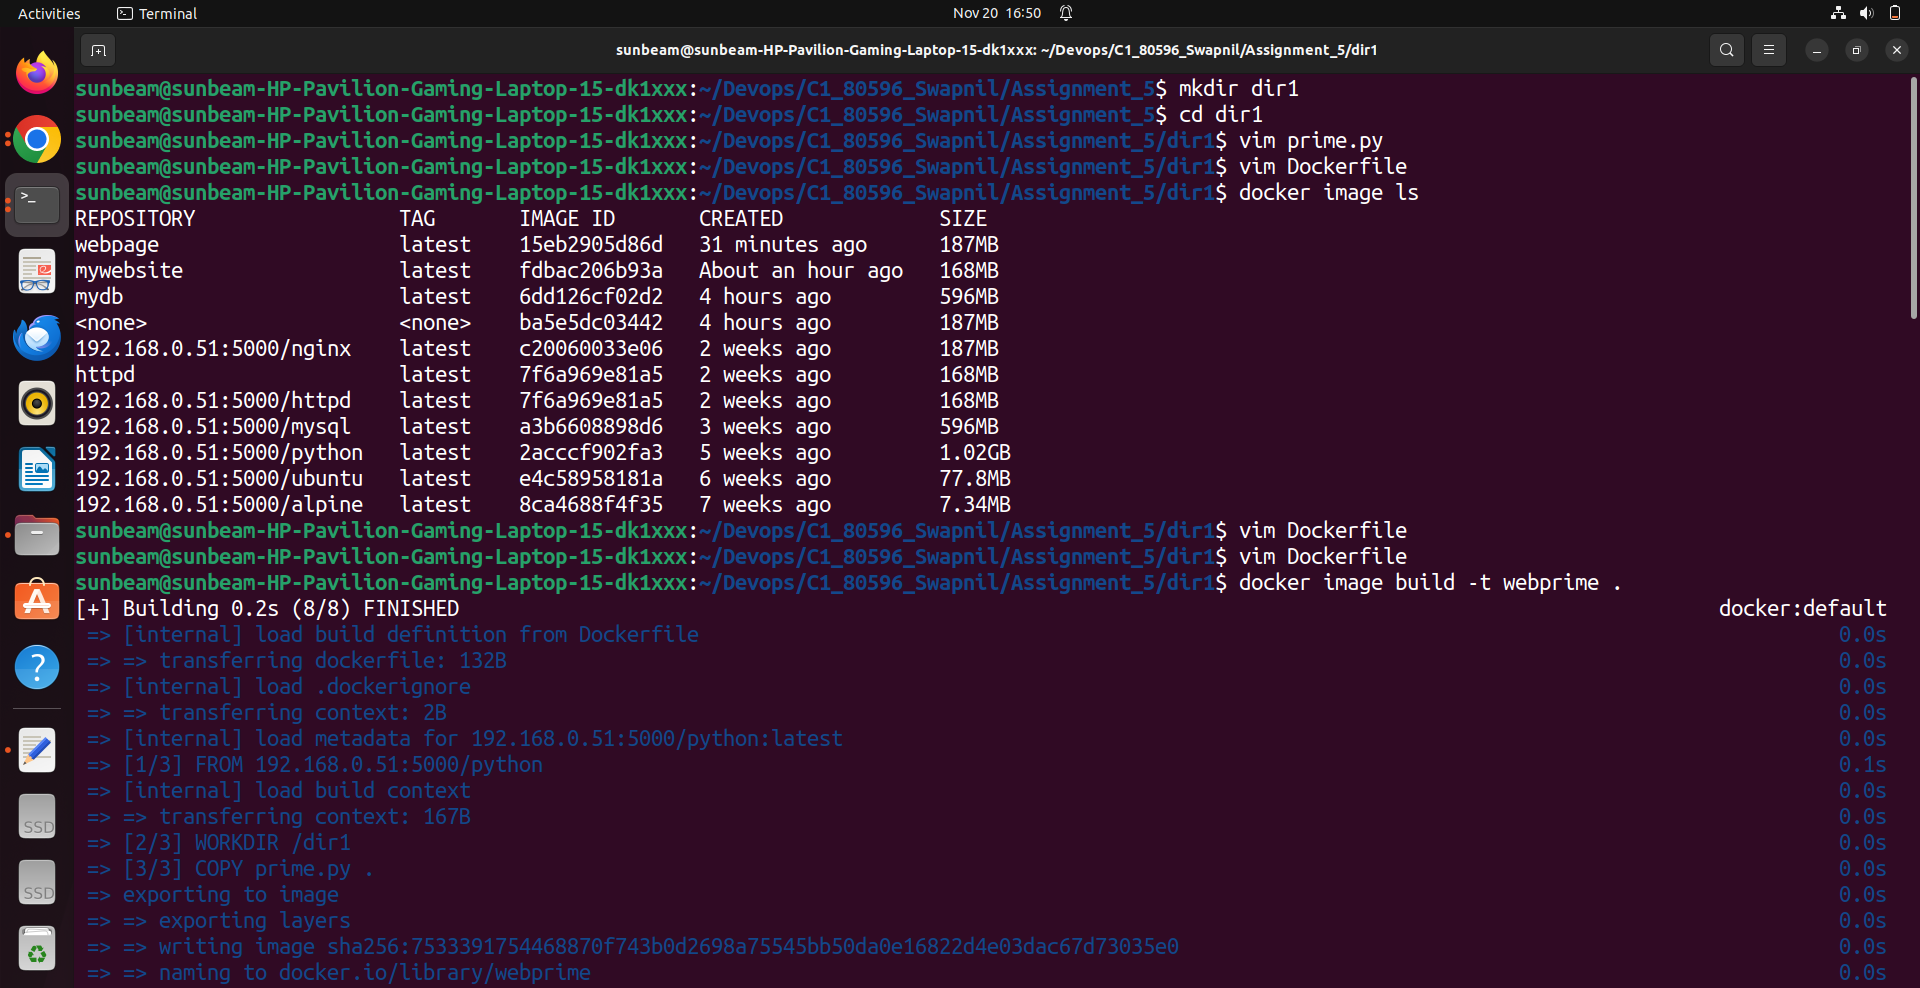 Activities Terminal Nov 20 16:50
sunbeam@sunbeam-HP-Pavilion-Gaming-Laptop-15-dk1xxx: ~/Devops/C1_80596_Swapnil/Assignment_5/dir1
sunbeam@sunbeam-HP-Pavilion-Gaming-Laptop-15-dk1xxx:~/Devops/C1_80596_Swapnil/Assignment_5$ mkdir dir1
sunbeam@sunbeam-HP-Pavilion-Gaming-Laptop-15-dk1xxx:~/Devops/C1_80596_Swapnil/Assignment_5$ cd dir1
sunbeam@sunbeam-HP-Pavilion-Gaming-Laptop-15-dk1xxx:~/Devops/C1_80596_Swapnil/Assignment_5/dir1$ vim prime.py
sunbeam@sunbeam-HP-Pavilion-Gaming-Laptop-15-dk1xxx:~/Devops/C1_80596_Swapnil/Assignment_5/dir1$ vim Dockerfile
sunbeam@sunbeam-HP-Pavilion-Gaming-Laptop-15-dk1xxx:~/Devops/C1_80596_Swapnil/Assignment_5/dir1$ docker image ls
REPOSITORY                 TAG       IMAGE ID       CREATED             SIZE
webpage                    latest    15eb2905d86d   31 minutes ago      187MB
mywebsite                  latest    fdbac206b93a   About an hour ago   168MB
mydb                       latest    6dd126cf02d2   4 hours ago         596MB
<none>                     <none>    ba5e5dc03442   4 hours ago         187MB
192.168.0.51:5000/nginx    latest    c20060033e06   2 weeks ago         187MB
httpd                      latest    7f6a969e81a5   2 weeks ago         168MB
192.168.0.51:5000/httpd    latest    7f6a969e81a5   2 weeks ago         168MB
192.168.0.51:5000/mysql    latest    a3b6608898d6   3 weeks ago         596MB
192.168.0.51:5000/python   latest    2acccf902fa3   5 weeks ago         1.02GB
192.168.0.51:5000/ubuntu   latest    e4c58958181a   6 weeks ago         77.8MB
192.168.0.51:5000/alpine   latest    8ca4688f4f35   7 weeks ago         7.34MB
sunbeam@sunbeam-HP-Pavilion-Gaming-Laptop-15-dk1xxx:~/Devops/C1_80596_Swapnil/Assignment_5/dir1$ vim Dockerfile
sunbeam@sunbeam-HP-Pavilion-Gaming-Laptop-15-dk1xxx:~/Devops/C1_80596_Swapnil/Assignment_5/dir1$ vim Dockerfile
sunbeam@sunbeam-HP-Pavilion-Gaming-Laptop-15-dk1xxx:~/Devops/C1_80596_Swapnil/Assignment_5/dir1$ docker image build -t webprime .
[+] Building 0.2s (8/8) FINISHED docker:default
=> [internal] load build definition from Dockerfile 0.0s
=> => transferring dockerfile: 132B 0.0s
=> [internal] load .dockerignore 0.0s
=> => transferring context: 2B 0.0s
=> [internal] load metadata for 192.168.0.51:5000/python:latest 0.0s
=> [1/3] FROM 192.168.0.51:5000/python 0.1s
=> [internal] load build context 0.0s
=> => transferring context: 167B 0.0s
=> [2/3] WORKDIR /dir1 0.0s
=> [3/3] COPY prime.py . 0.0s
=> exporting to image 0.0s
=> => exporting layers 0.0s
=> => writing image sha256:7533391754468870f743b0d2698a75545bb50da0e16822d4e03dac67d73035e0 0.0s
=> => naming to docker.io/library/webprime 0.0s
SSD
SSD